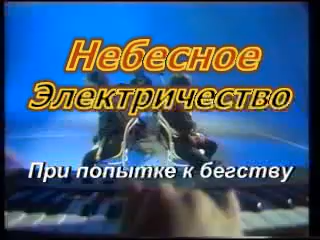 Небесное
Электричество
При попытке к бегству